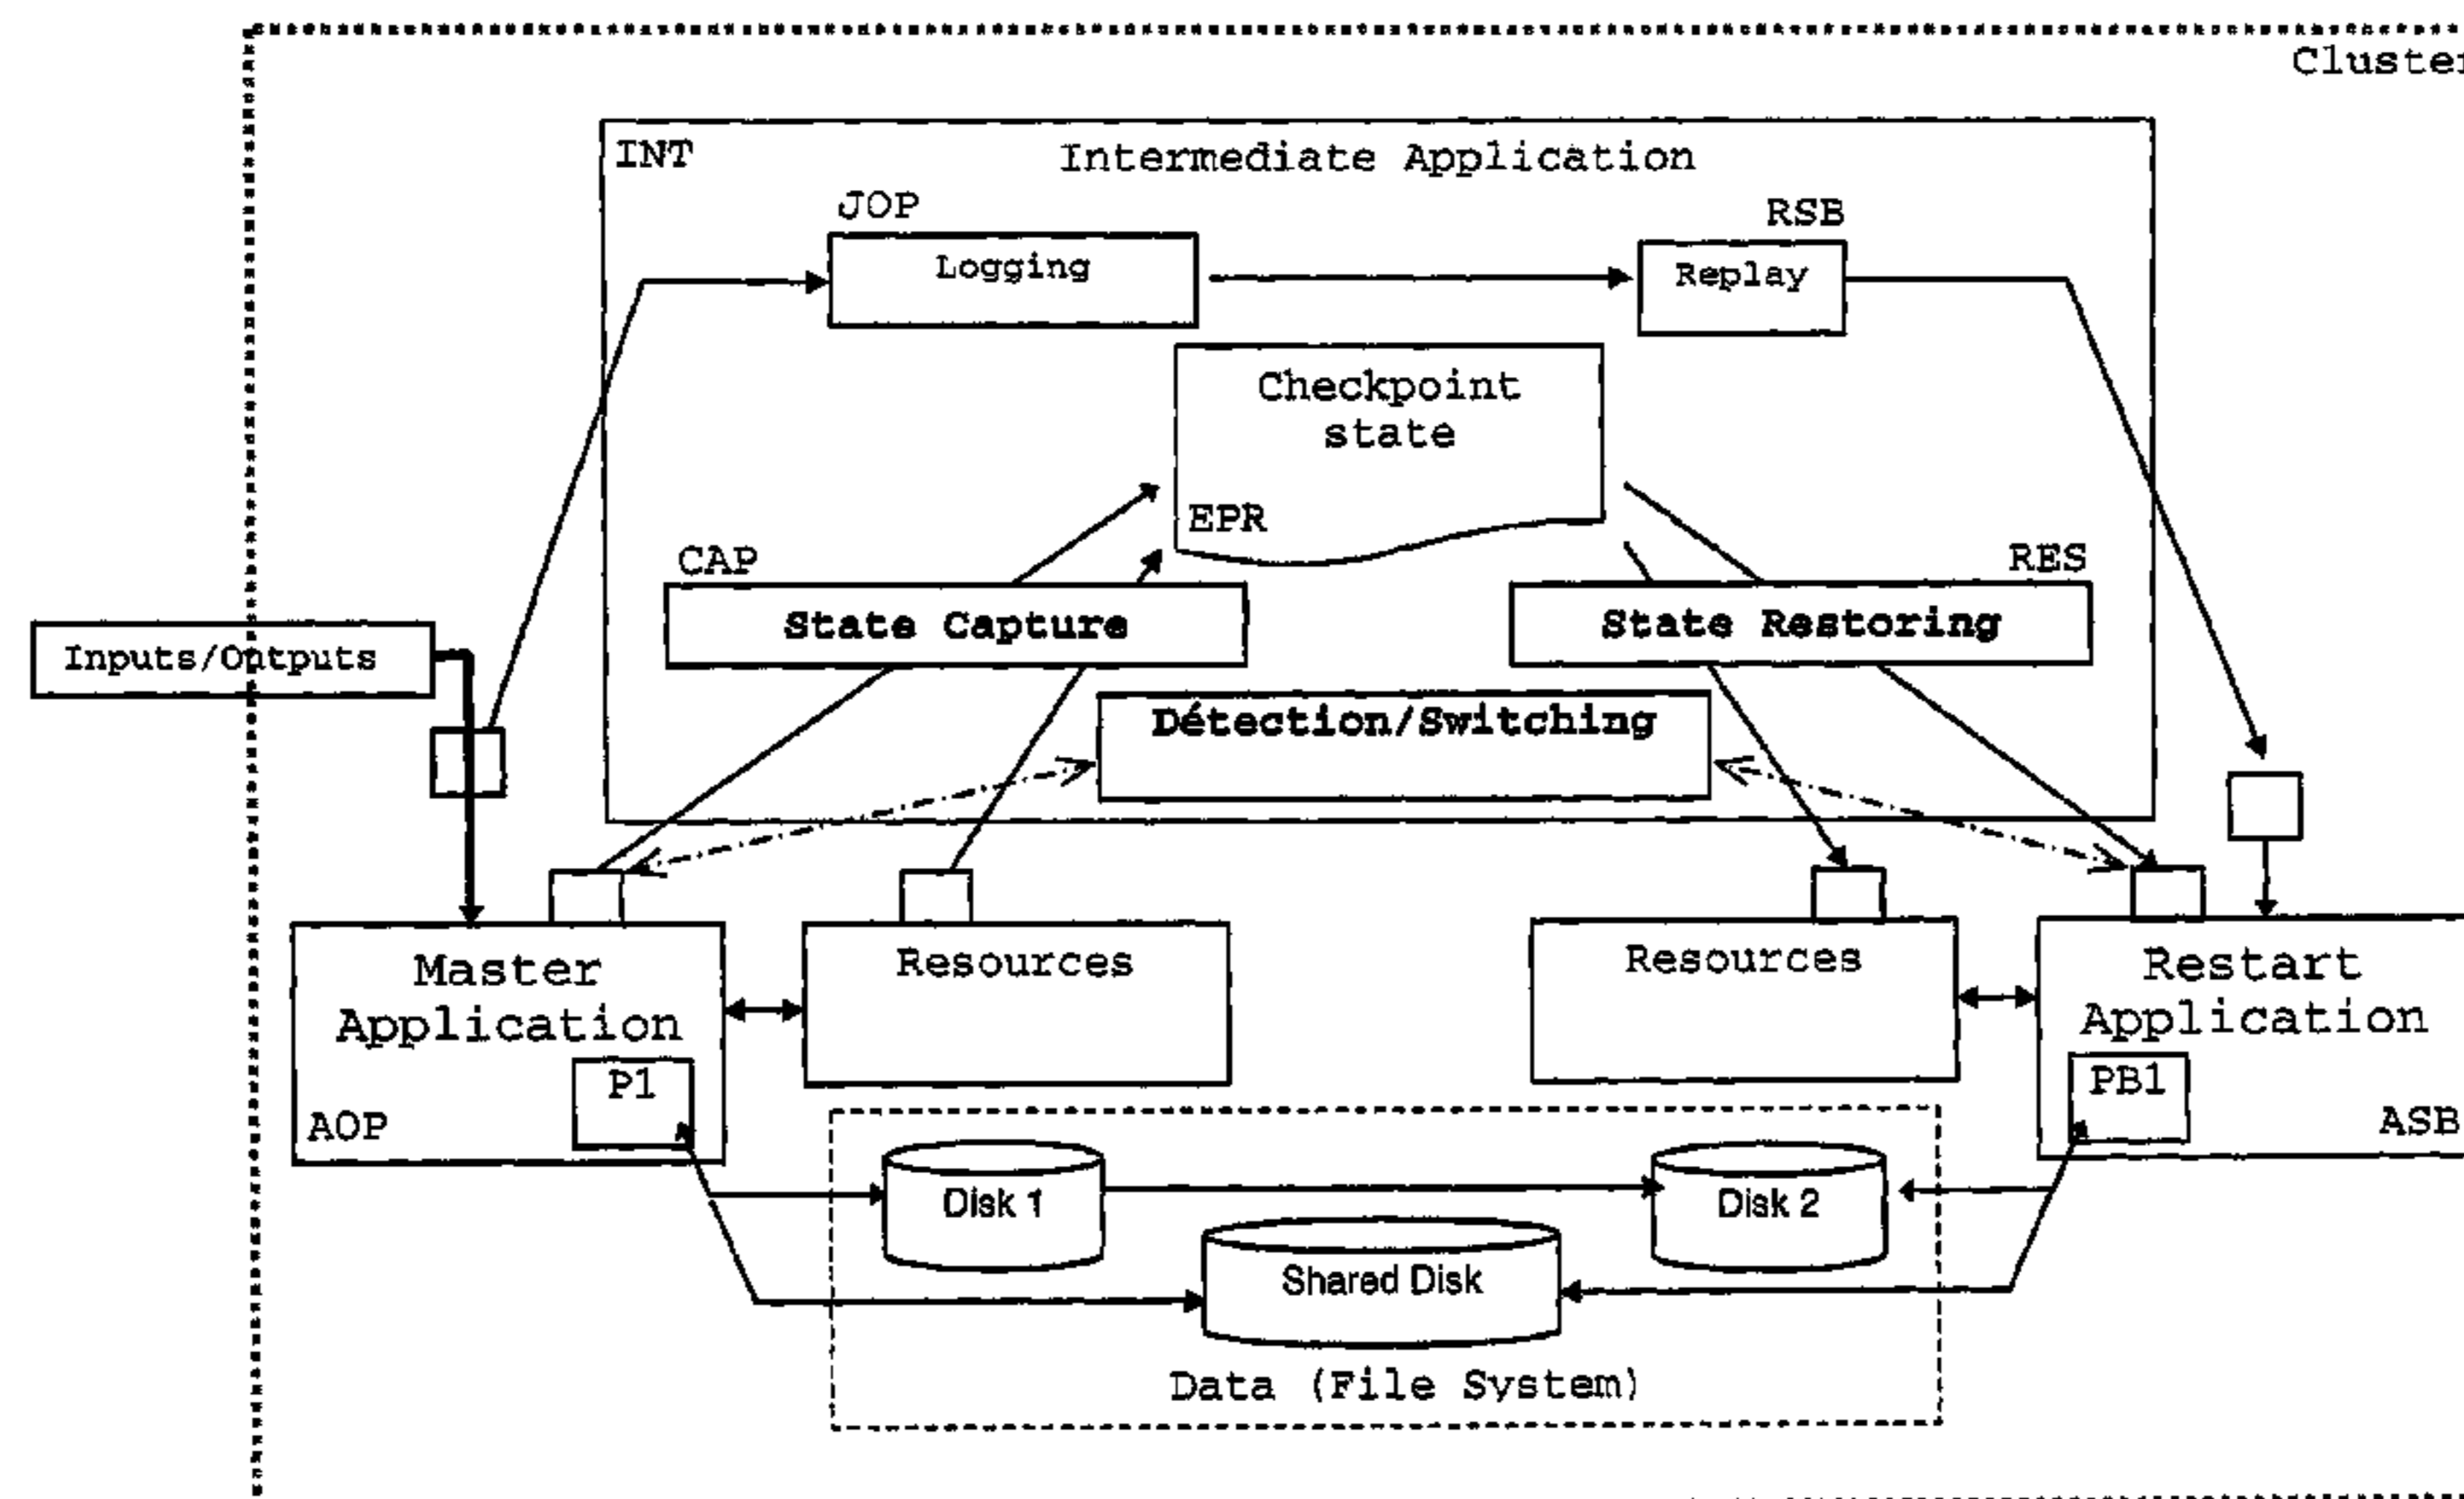 Cluster
INT
Intermediate Application
JOP
RSB
Logging
Replay
Checkpoint
state
EPR
CAP
RES
State Capture
State Restoring
Inputs/Outputs
Détection/Switching
Master
Application
Resources
Resources
Restart
Application
P1
PB1
AOP
ASB
Disk 1
Disk 2
Shared Disk
Data (File System)